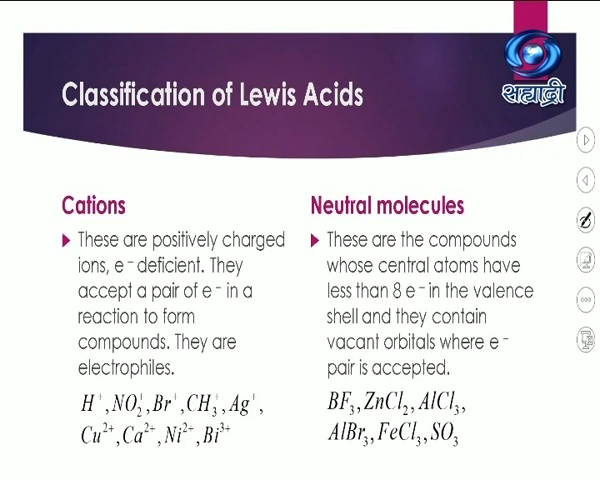 Classification of Lewis Acids
सह्याद्री
Cations
These are positively charged
ions, e⁻ deficient. They
accept a pair of e⁻ in a
reaction to form
compounds. They are
electrophiles.
H⁺, NO₂⁺, Br⁺, CH₃⁺, Ag⁺,
Cu²⁺, Ca²⁺, Ni²⁺, Bi³⁺
Neutral molecules
These are the compounds
whose central atoms have
less than 8 e⁻ in the valence
shell and they contain
vacant orbitals where e⁻
pair is accepted.
BF₃, ZnCl₂, AlCl₃,
AlBr₃, FeCl₃, SO₃